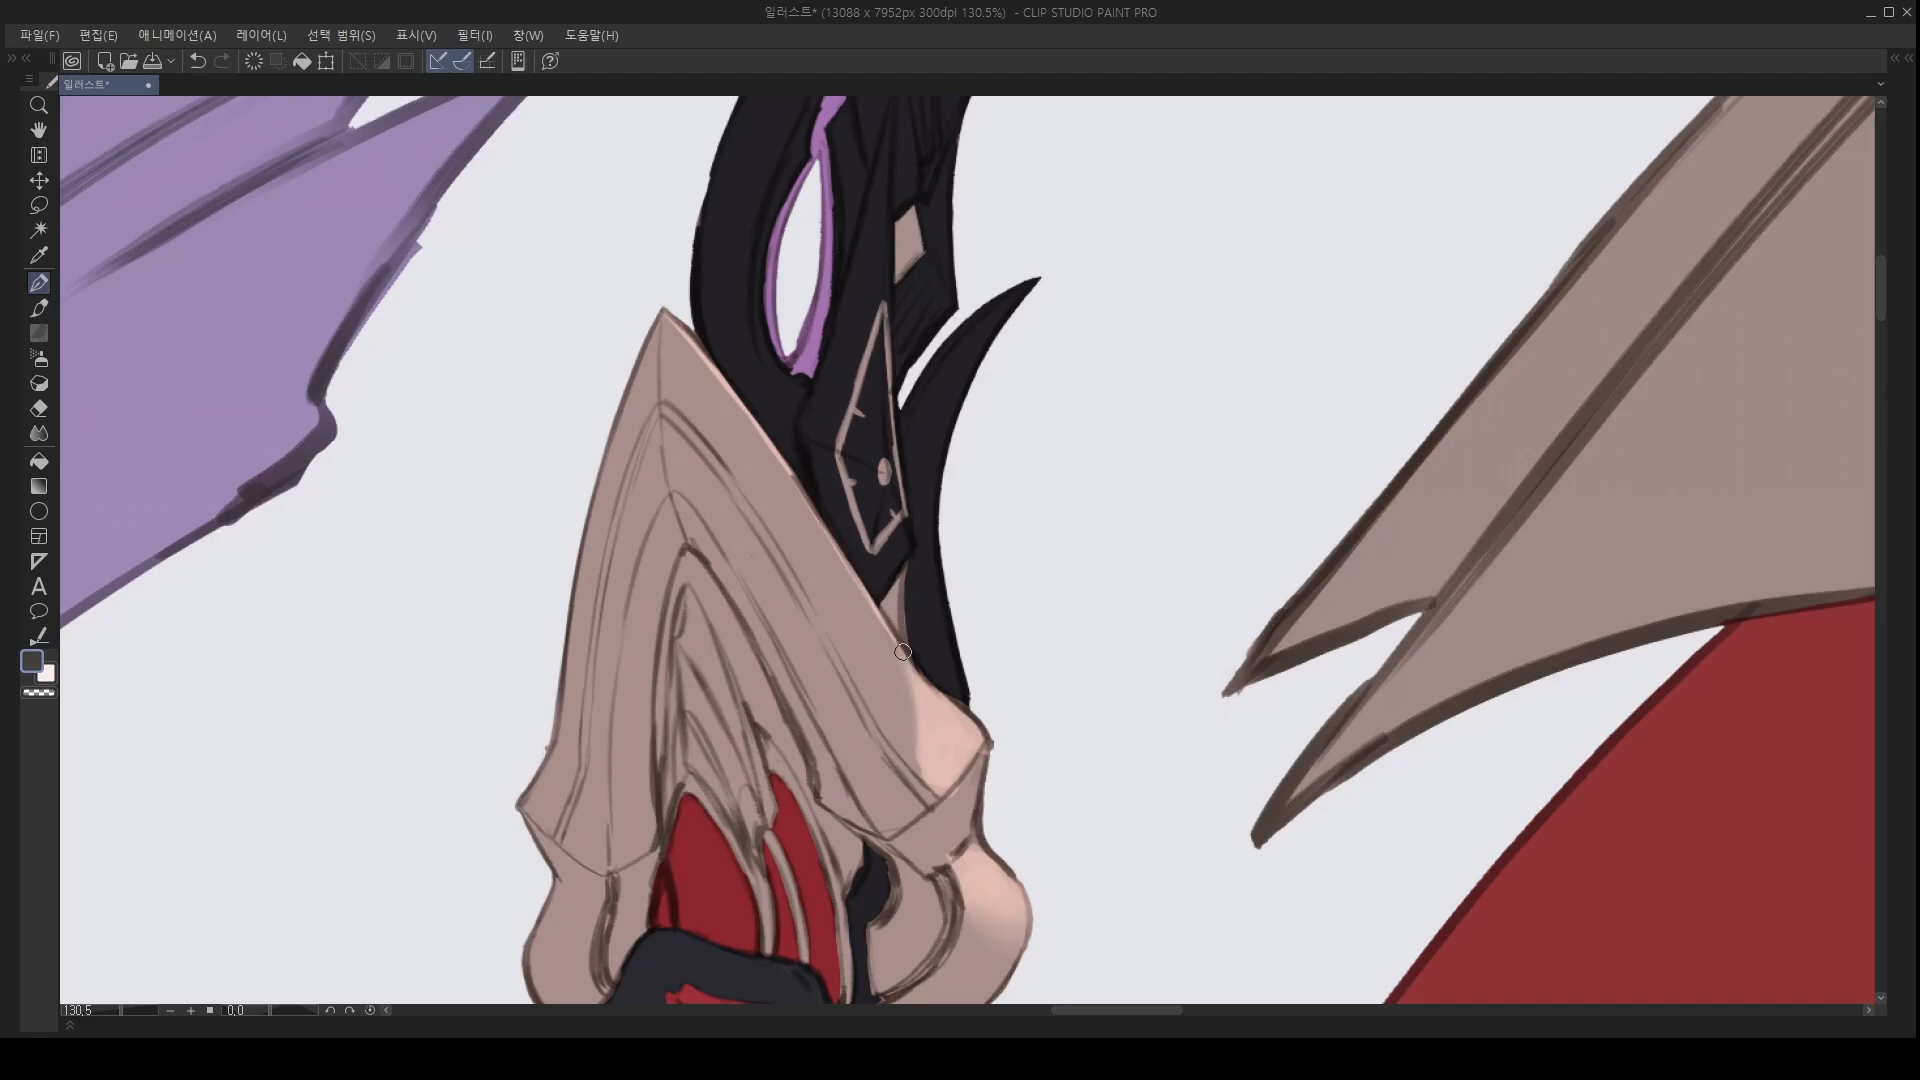 일러스트* (13088 x 7952px 300dpi 130.5%) - CLIP STUDIO PAINT PRO
파일(F) 편집(E) 애니메이션(A) 레이어(L) 선택 범위(S) 표시(V) 필터(I) 창(W) 도움말(H)
일러스트*
130.5
0.0